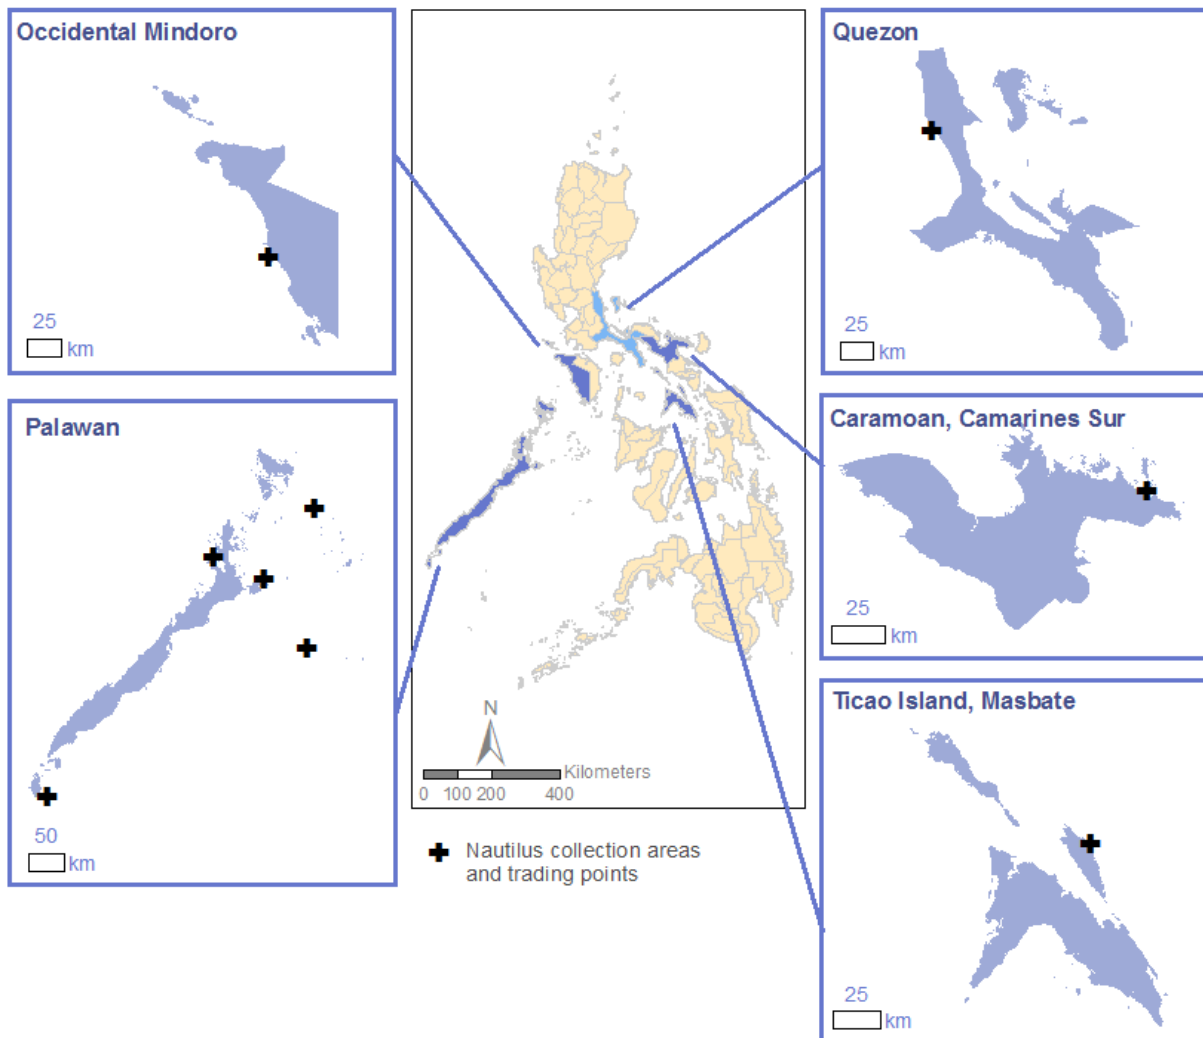 Occidental Mindoro
25
km
Palawan
50
km
N
Kilometers
0 100 200 400
Nautilus collection areas
and trading points
Quezon
25
km
Caramoan, Camarines Sur
25
km
Ticao Island, Masbate
25
km